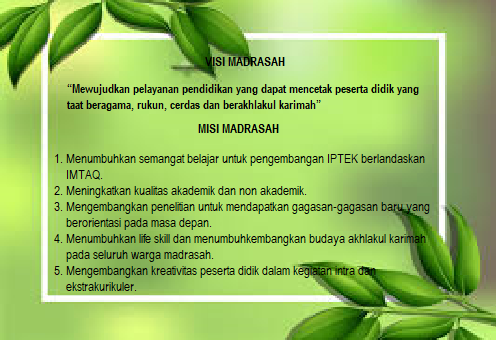 VISI MADRASAH
“Mewujudkan pelayanan pendidikan yang dapat mencetak peserta didik yang
taat beragama, rukun, cerdas dan berakhlakul karimah”
MISI MADRASAH
1. Menumbuhkan semangat belajar untuk pengembangan IPTEK berlandaskan
IMTAQ.
2. Meningkatkan kualitas akademik dan non akademik.
3. Mengembangkan penelitian untuk mendapatkan gagasan-gagasan baru yang
berorientasi pada masa depan.
4. Menumbuhkan life skill dan menumbuhkembangkan budaya akhlakul karimah
pada seluruh warga madrasah.
5. Mengembangkan kreativitas peserta didik dalam kegiatan intra dan
ekstrakurikuler.